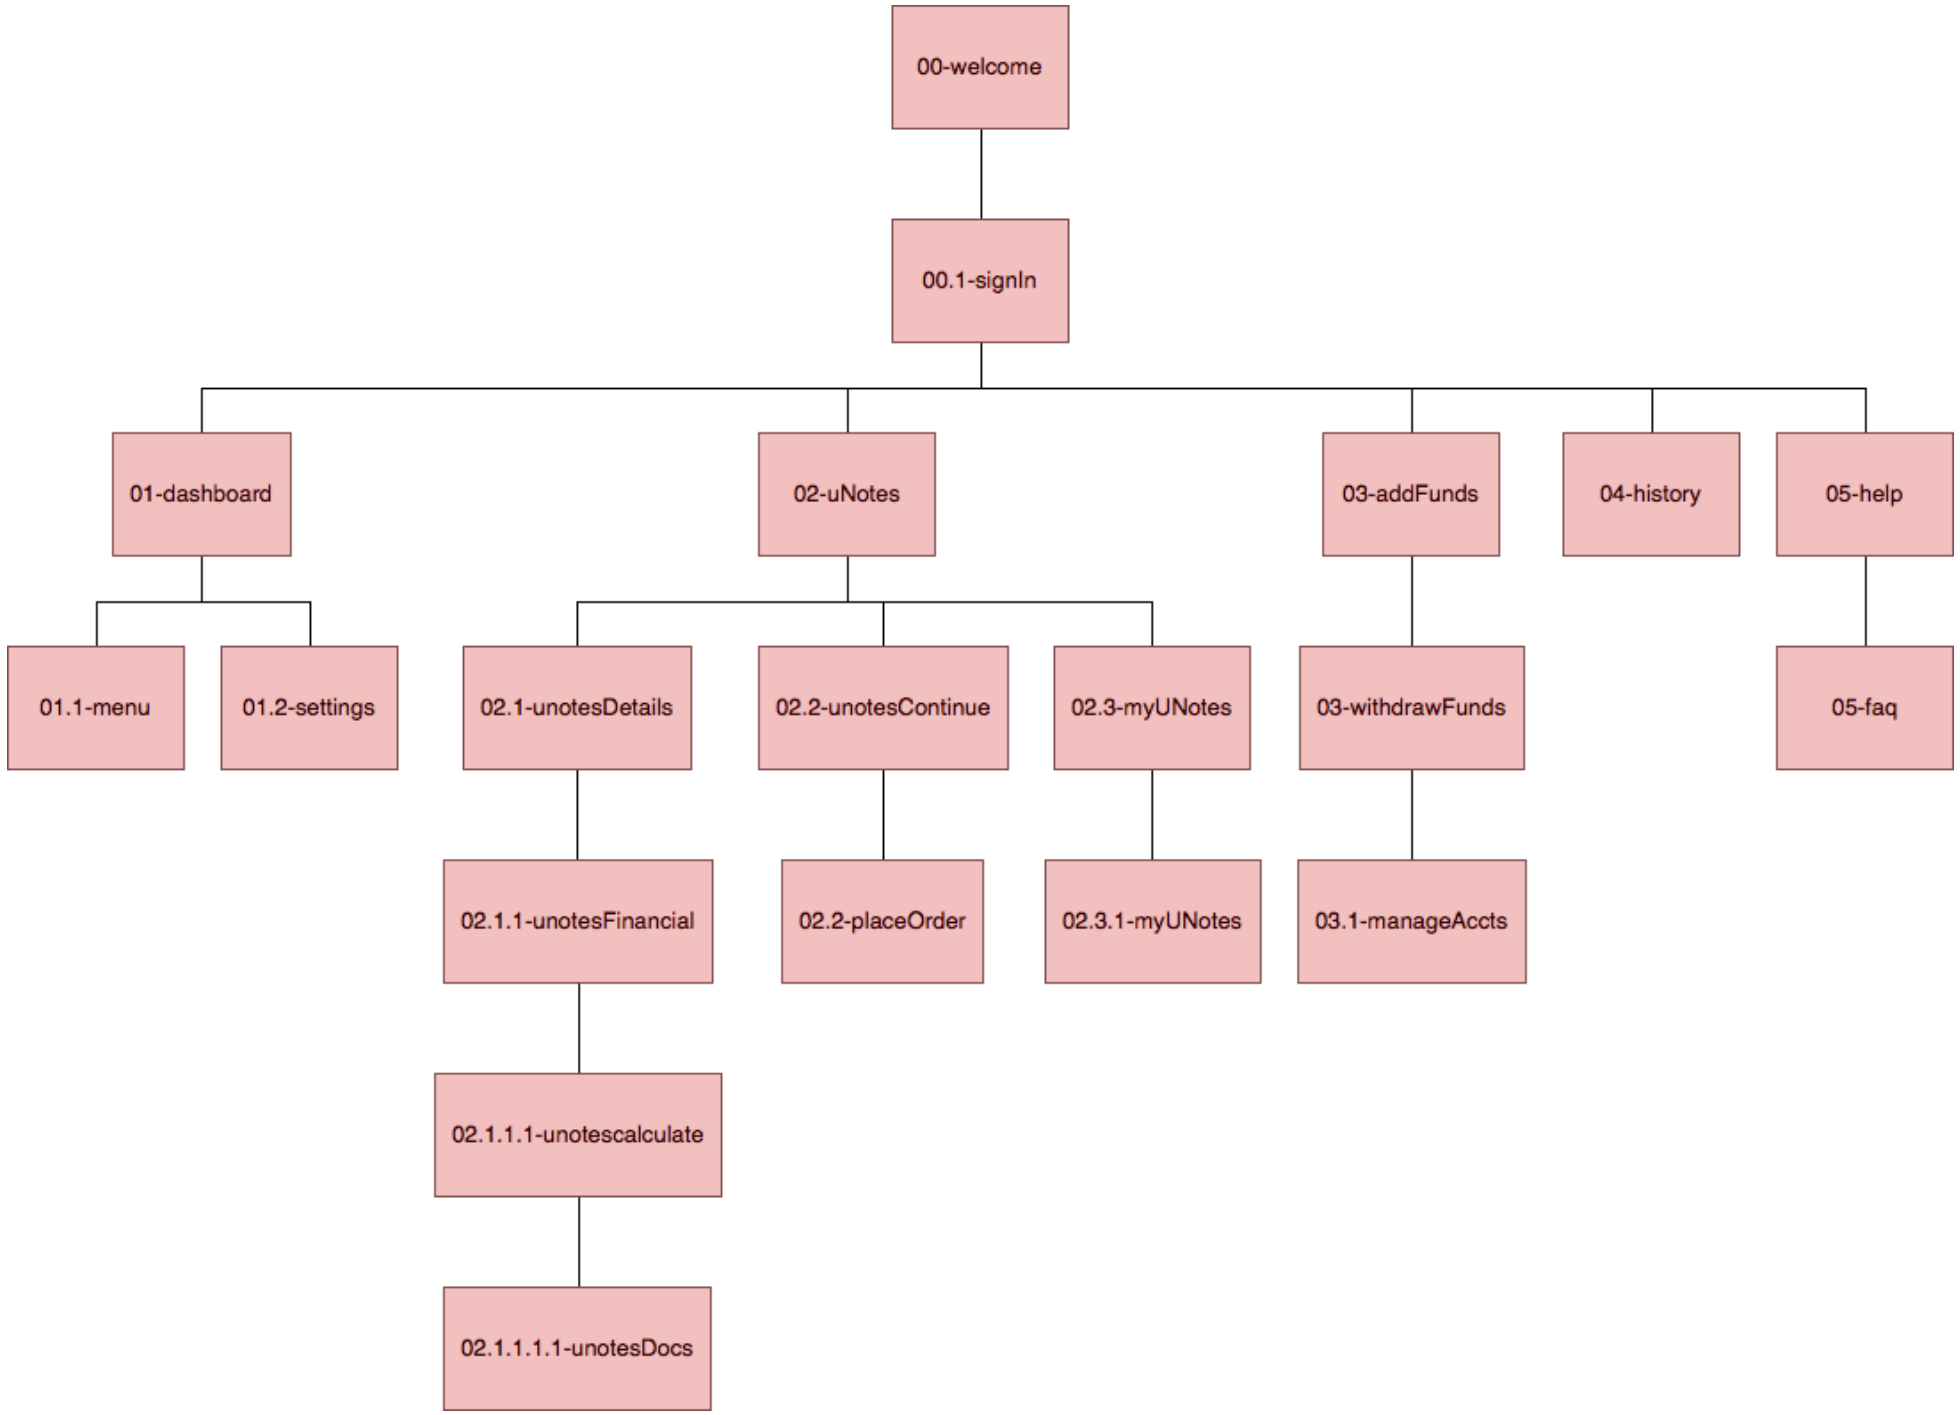 00-welcome
00.1-signIn
01-dashboard
02-uNotes
03-addFunds
04-history
05-help
01.1-menu
01.2-settings
02.1-unotesDetails
02.2-unotesContinue
02.3-myUNotes
03-withdrawFunds
05-faq
02.1.1-unotesFinancial
02.2-placeOrder
02.3.1-myUNotes
03.1-manageAccts
02.1.1.1-unotescalculate
02.1.1.1.1-unotesDocs